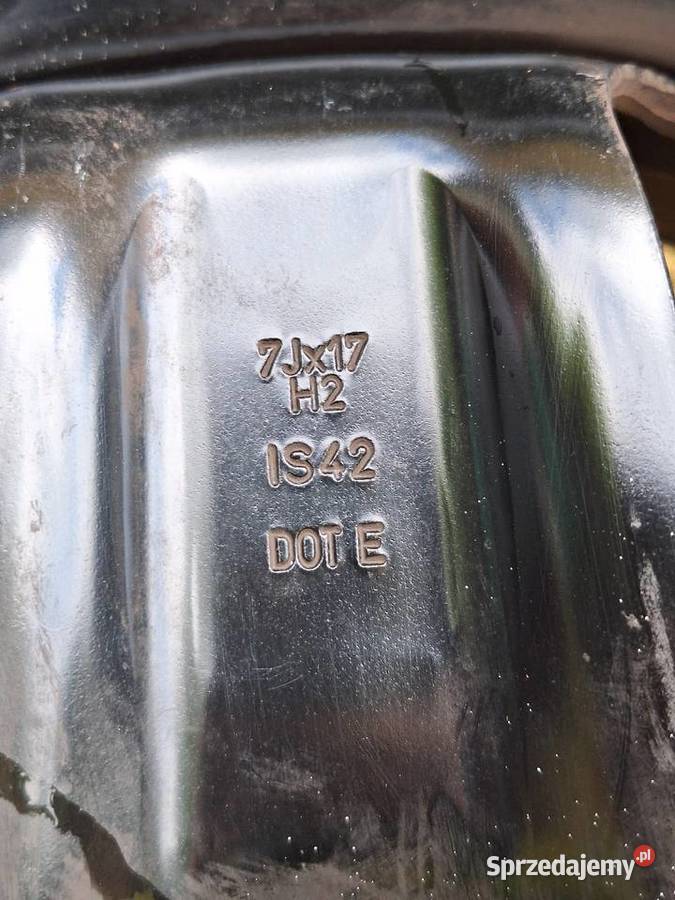 7Jx17
H2
IS42
DOT E
Sprzedajemy.pl